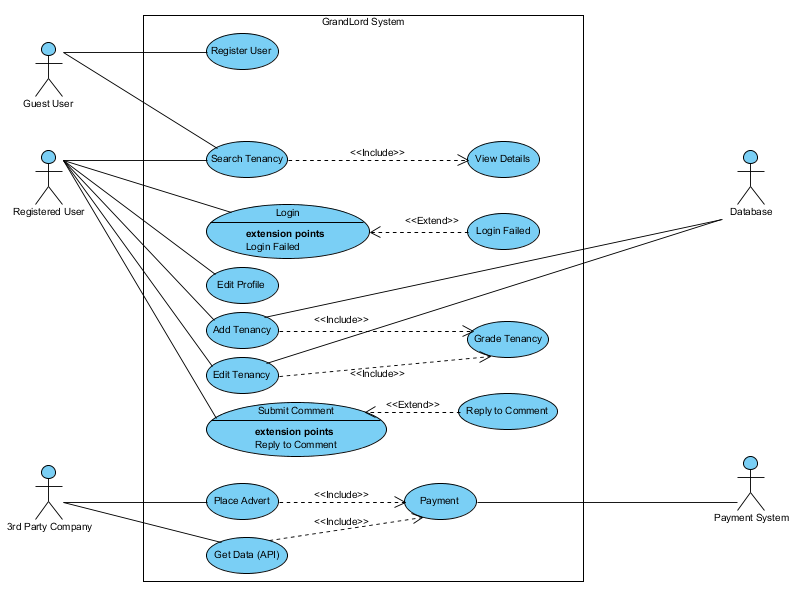 GrandLord System
Register User
Guest User
Search Tenancy
<<Include>>
View Details
Registered User
Database
Login
extension points
Login Failed
<<Extend>>
Login Failed
Edit Profile
Add Tenancy
<<Include>>
Grade Tenancy
Edit Tenancy
<<Include>>
Submit Comment
extension points
Reply to Comment
<<Extend>>
Reply to Comment
Place Advert
<<Include>>
Payment
3rd Party Company
Payment System
<<Include>>
Get Data (API)